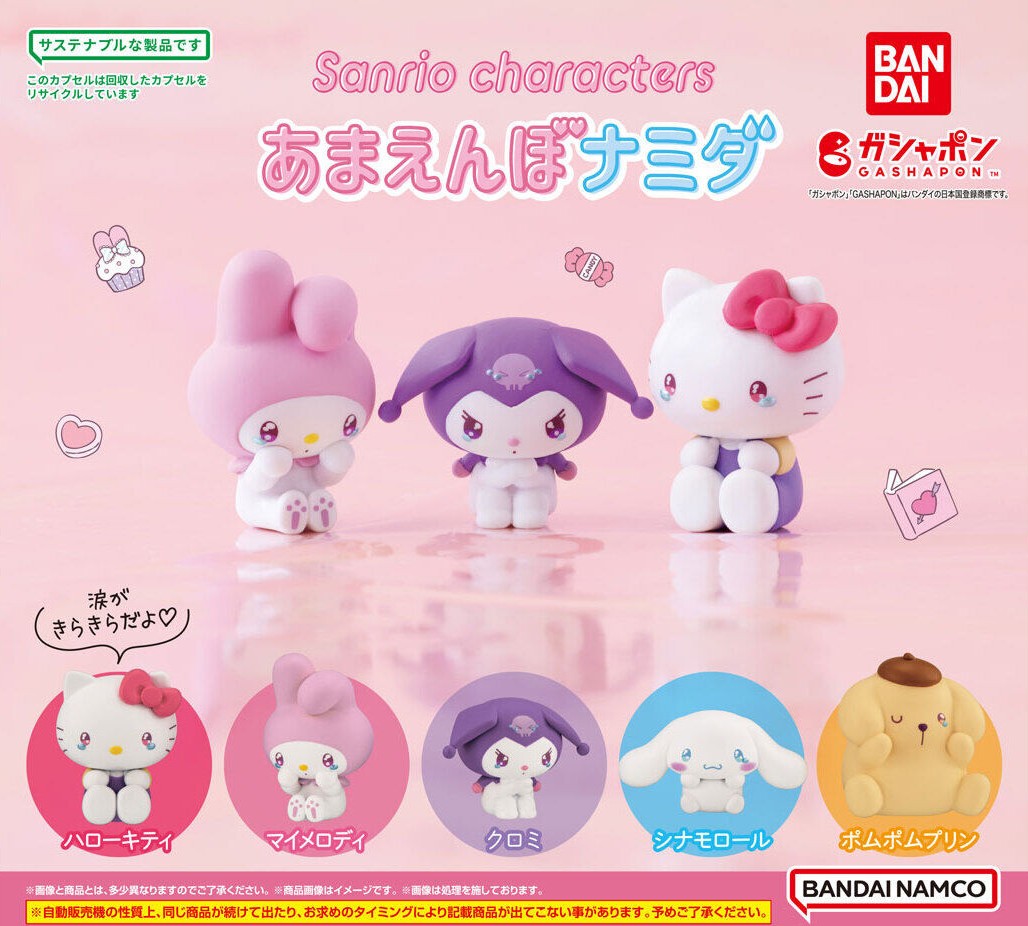 サステナブルな製品です
このカプセルは回収したカプセルを
リサイクルしています
Sanrio characters
あまえんぼナミダ
BAN
DAI
ガシャポン
GASHAPON™
「ガシャポン」「GASHAPON」はバンダイの日本国登録商標です。
CANDY
涙が
きらきらだよ♡
ハローキティ
マイメロディ
クロミ
シナモロール
ポムポムプリン
※画像と商品とは、多少異なりますのでご了承ください。※商品画像はイメージです。※画像は処理を施しております。
※自動販売機の性質上、同じ商品が続けて出たり、お求めのタイミングにより記載商品が出てこない事があります。予めご了承ください。
BANDAI NAMCO